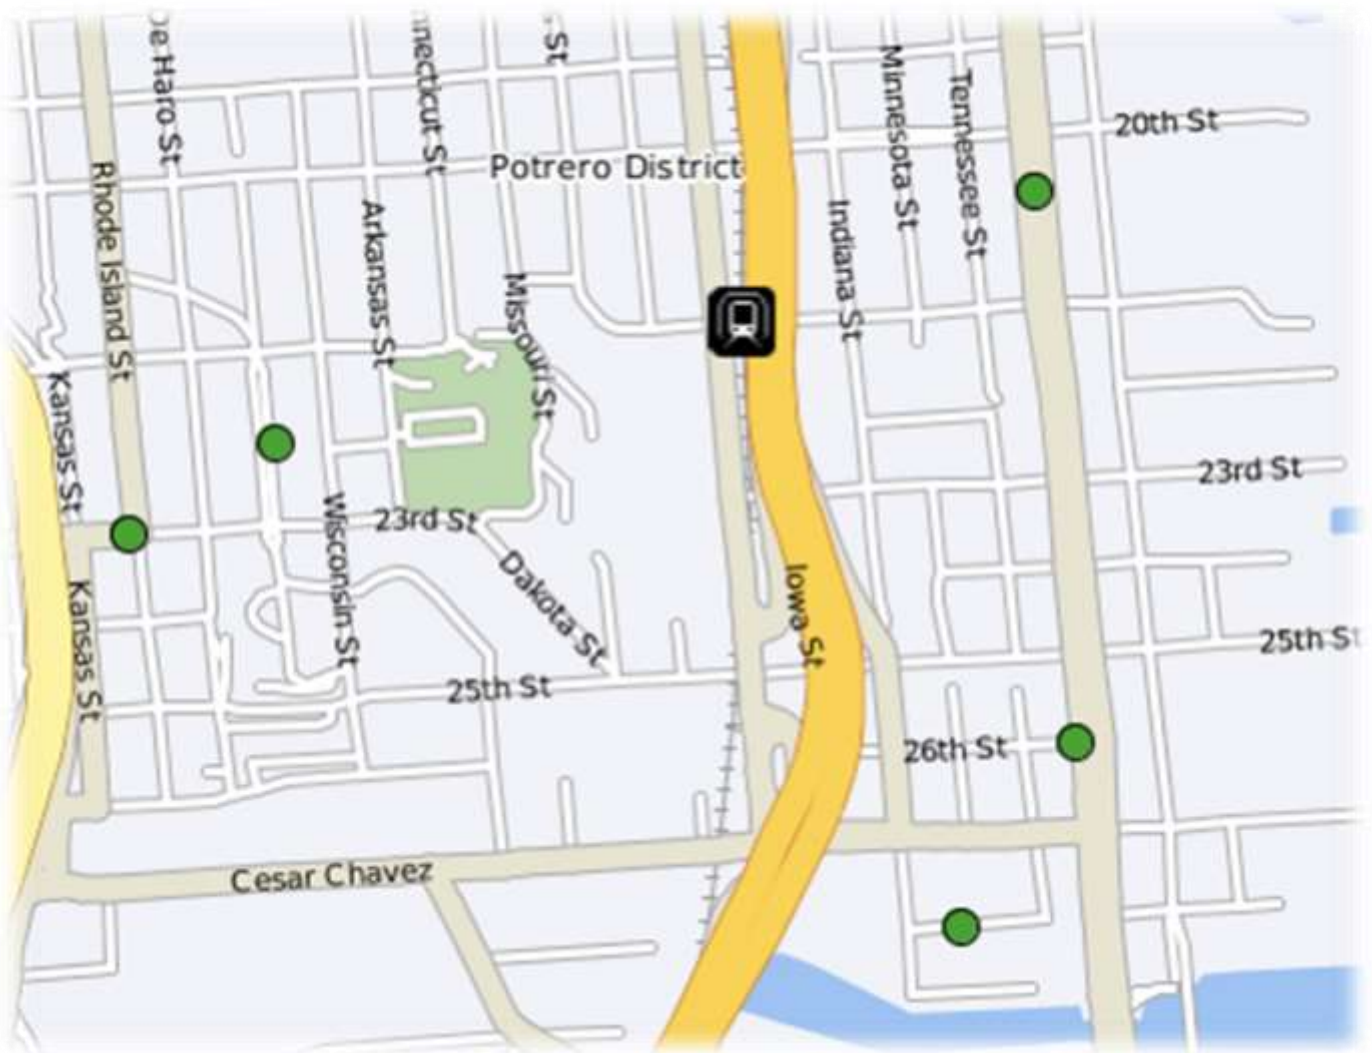 20th St
Potrero District
Minnesota St
Tennessee St
Rhode Island St
Arkansas St
Indiana St
Missouri St
Kansas St
23rd St
Wisconsin St
23rd St
Dakota St
Iowa St
Kansas St
25th St
25th St
26th St
Cesar Chavez
Haro St
St
St